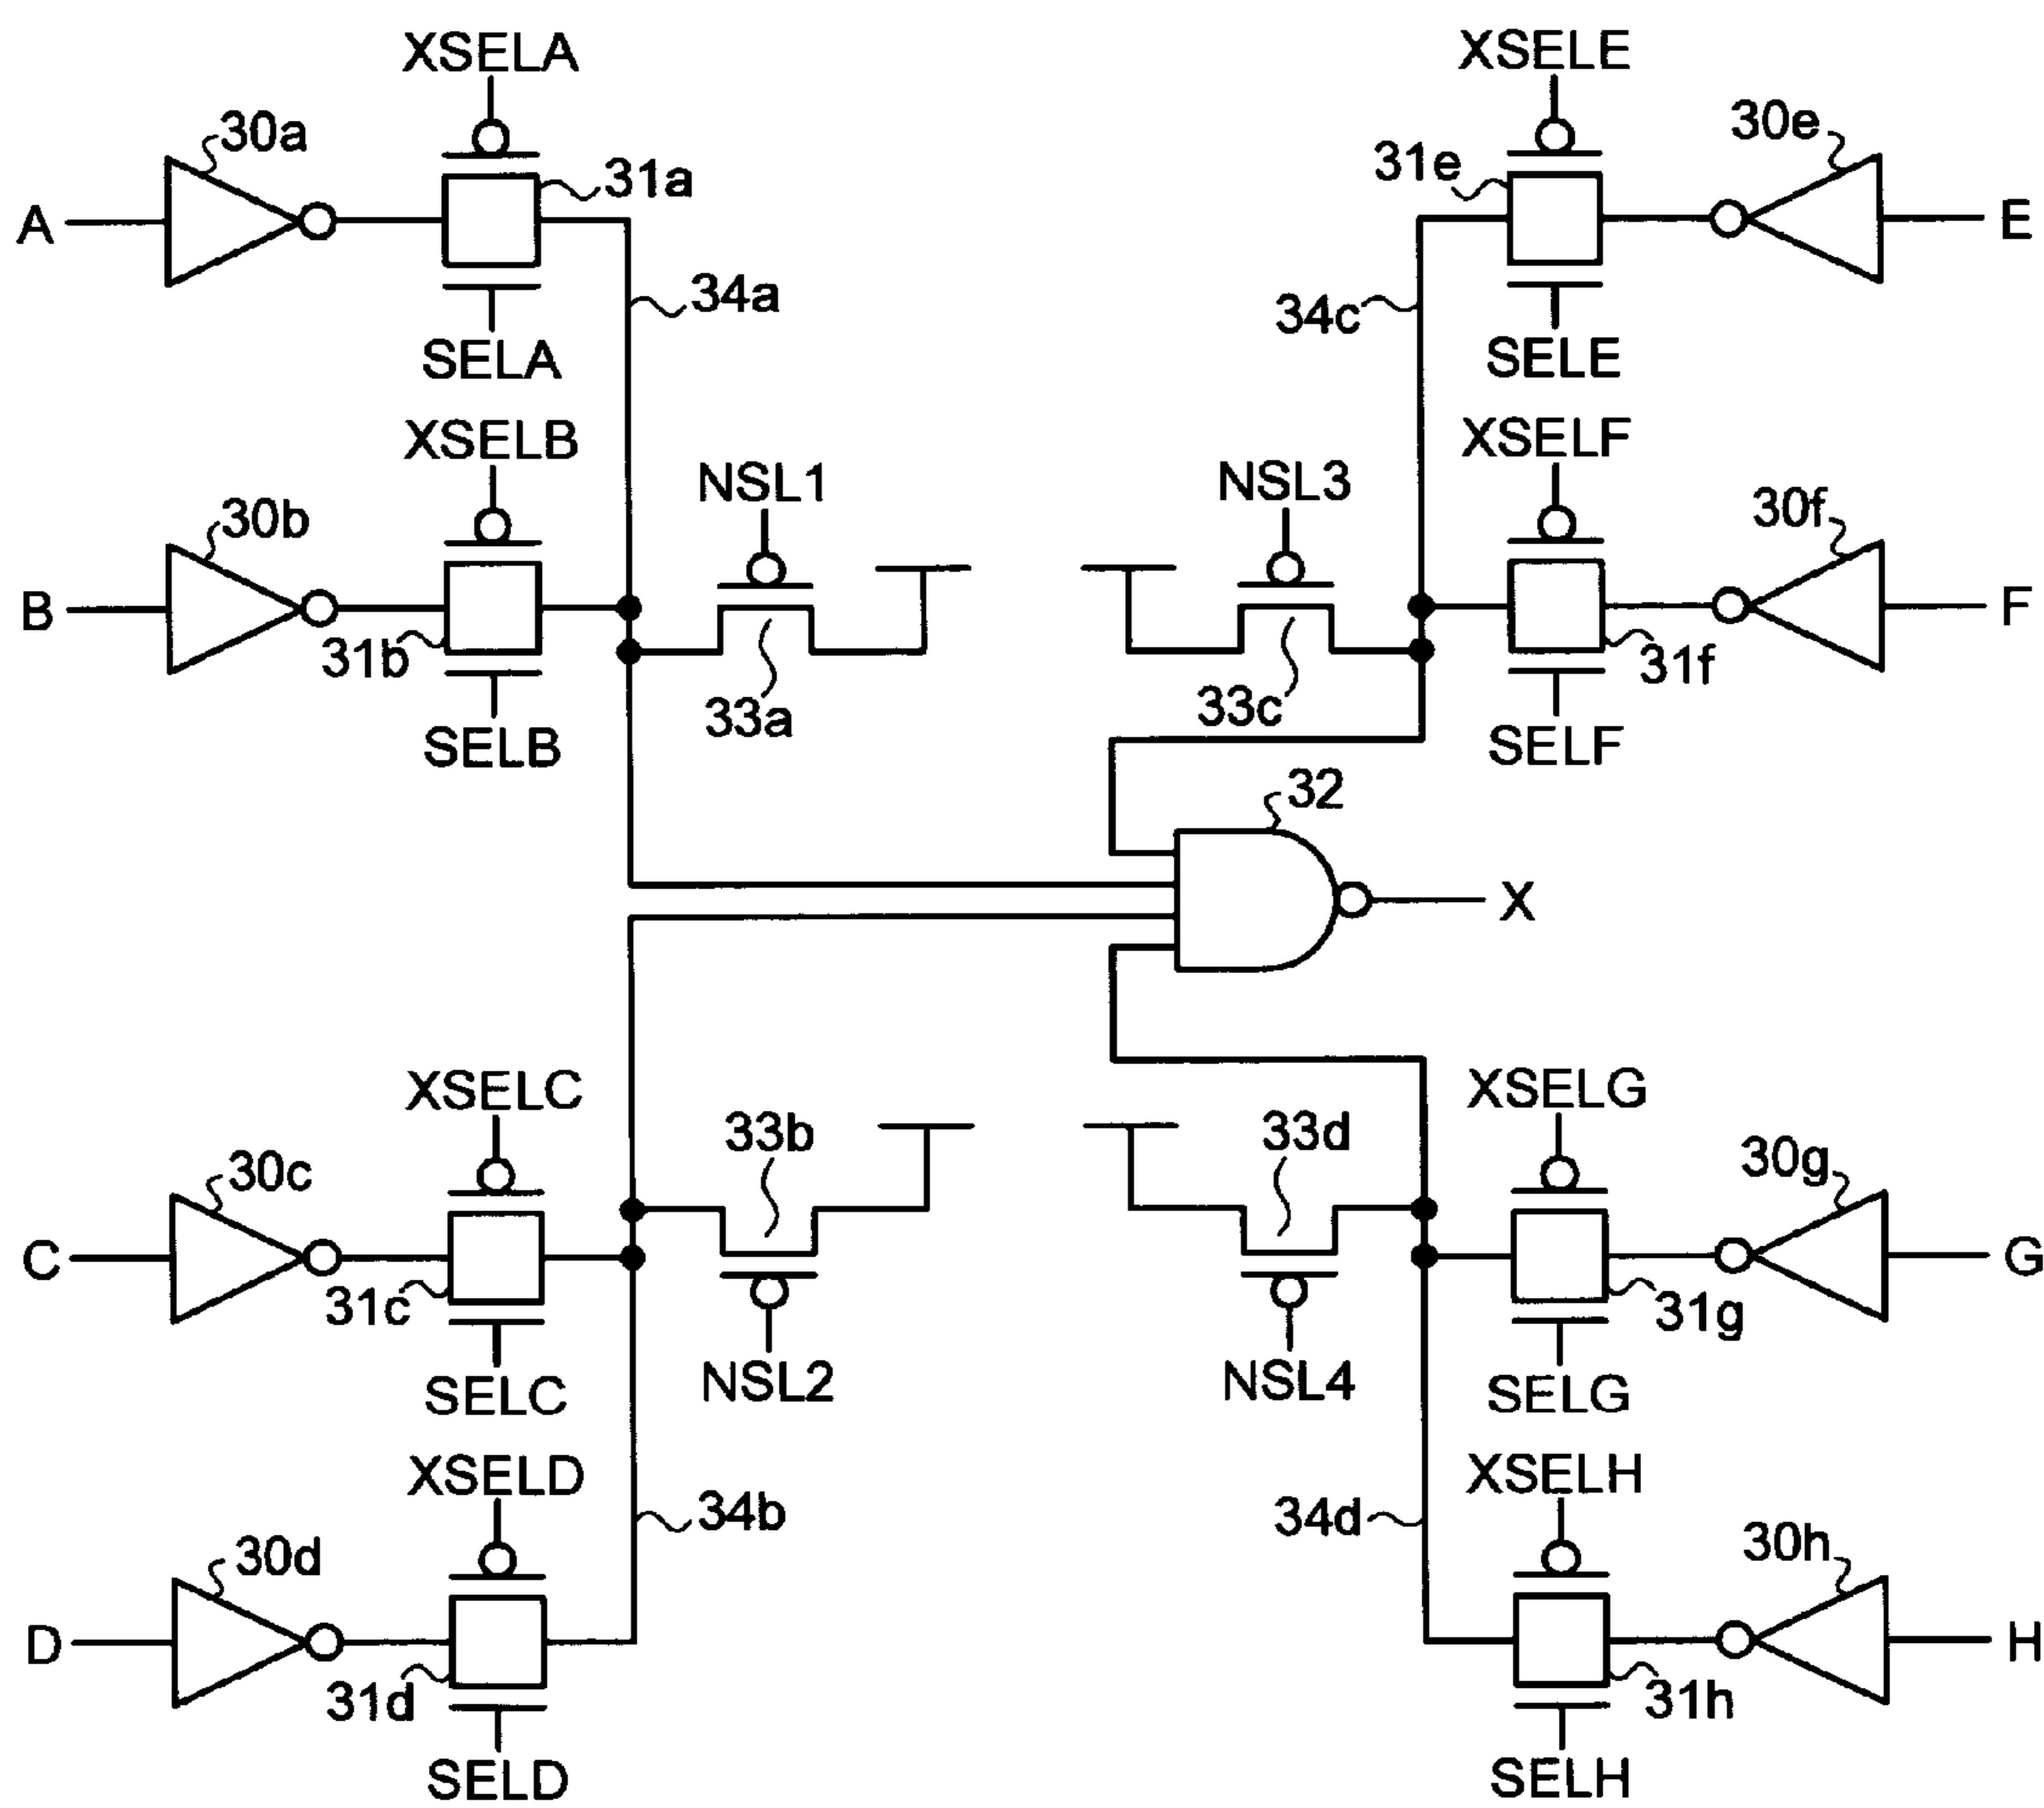 XSELA
XSELE
30a
30e
31a
31e
A
E
34a
34c
SELA
SELE
XSELB
XSELF
NSL1
NSL3
30b
30f
B
F
31b
31f
33a
33c
SELB
SELF
32
X
XSELC
XSELG
33b
33d
30c
30g
C
G
31c
31g
NSL2
NSL4
SELC
SELG
XSELD
XSELH
34b
34d
30d
30h
D
H
31d
31h
SELD
SELH